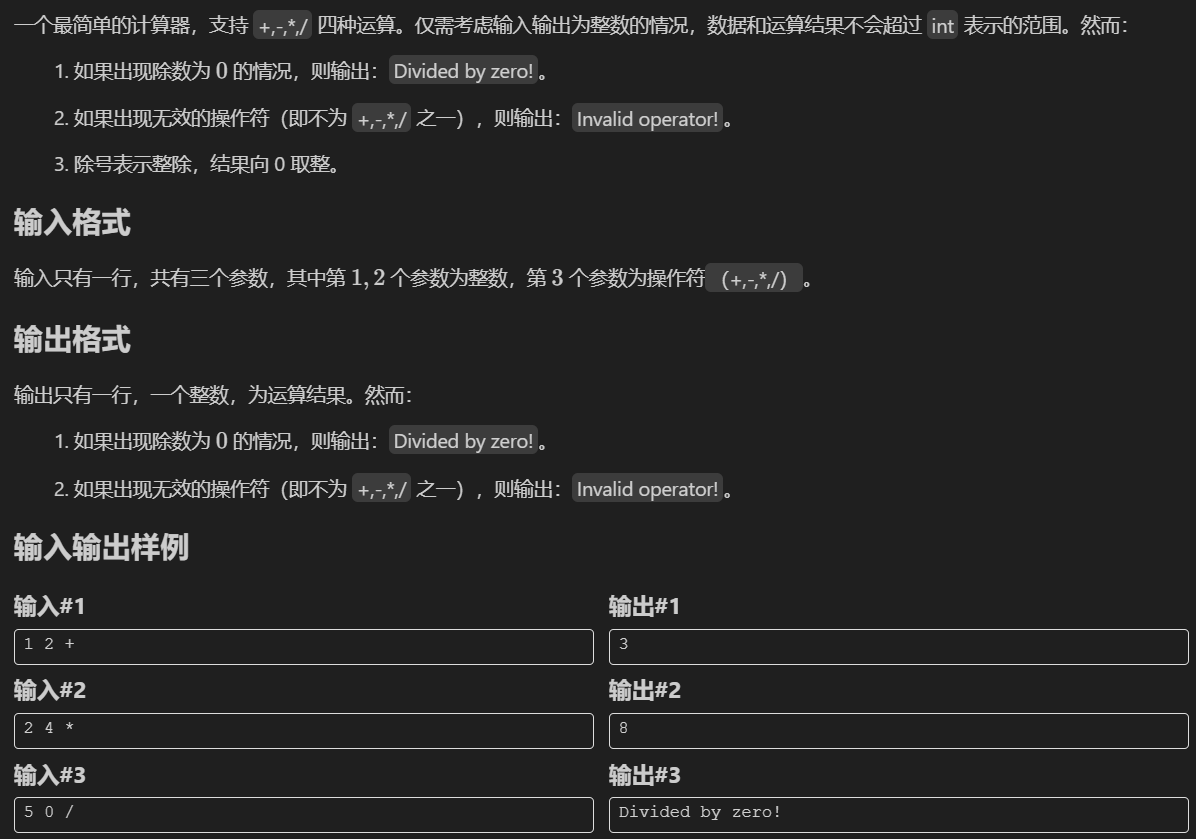 一个最简单的计算器，支持 +,-,*,/ 四种运算。仅需考虑输入输出为整数的情况，数据和运算结果不会超过 int 表示的范围。然而：
1. 如果出现除数为 0 的情况，则输出：Divided by zero!。
2. 如果出现无效的操作符（即不为 +,-,*,/ 之一），则输出：Invalid operator!。
3. 除号表示整除，结果向 0 取整。
输入格式
输入只有一行，共有三个参数，其中第 1, 2 个参数为整数，第 3 个参数为操作符（+,-,*,/）。
输出格式
输出只有一行，一个整数，为运算结果。然而：
1. 如果出现除数为 0 的情况，则输出：Divided by zero!。
2. 如果出现无效的操作符（即不为 +,-,*,/ 之一），则输出：Invalid operator!。
输入输出样例
输入#1 输出#1
1 2 + 3
输入#2 输出#2
2 4 * 8
输入#3 输出#3
5 0 / Divided by zero!